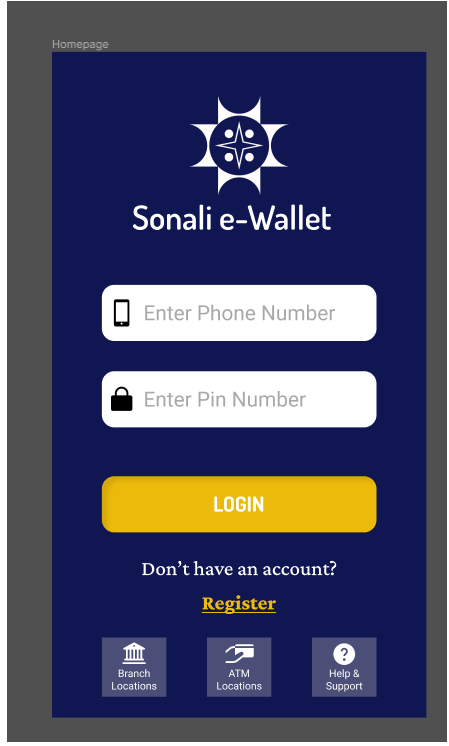 Homepage
Sonali e-Wallet
Enter Phone Number
Enter Pin Number
LOGIN
Don't have an account?
Register
Branch
Locations
ATM
Locations
Help &
Support